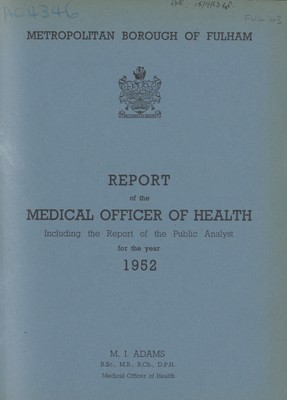 AC4346
METROPOLITAN BOROUGH OF FULHAM
REPORT
of the
MEDICAL OFFICER OF HEALTH
Including the Report of the Public Analyst
for the year
1952
M. I. ADAMS
B.Sc., M.B., B.Ch., D.P.H.
Medical Officer of Health